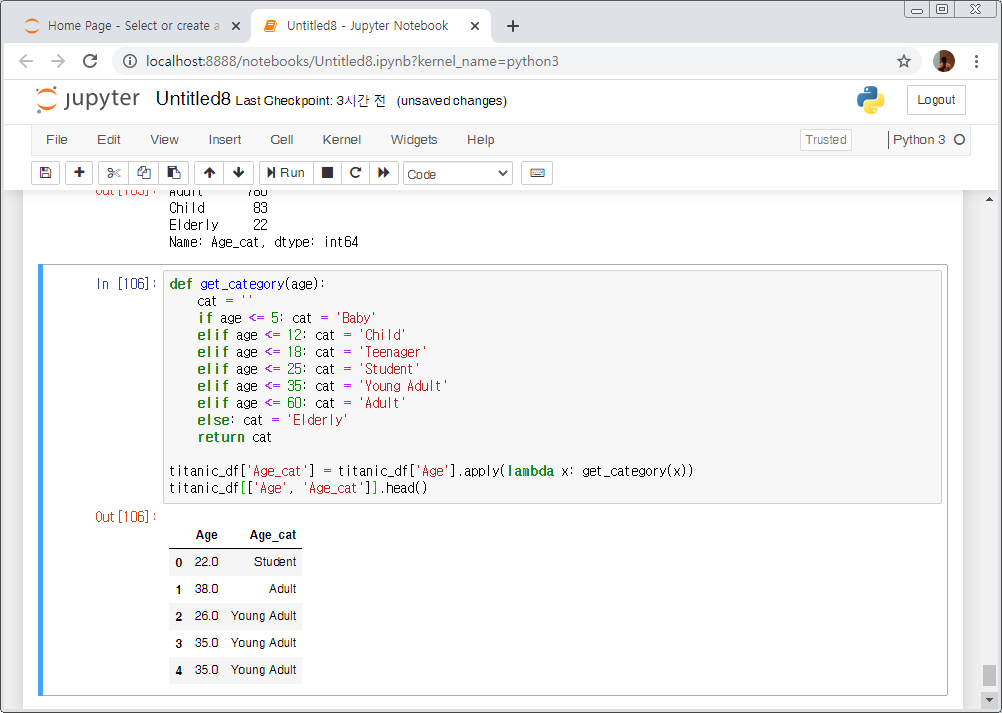 Home Page - Select or create a
Untitled8 - Jupyter Notebook
localhost:8888/notebooks/Untitled8.ipynb?kernel_name=python3
jupyter Untitled8 Last Checkpoint: 3시간 전 (unsaved changes)
Logout
File Edit View Insert Cell Kernel Widgets Help
Trusted
Python 3
Run
Code
Out[105]: Adult 786
Child 83
Elderly 22
Name: Age_cat, dtype: int64
In [106]: def get_category(age):
cat = ''
if age <= 5: cat = 'Baby'
elif age <= 12: cat = 'Child'
elif age <= 18: cat = 'Teenager'
elif age <= 25: cat = 'Student'
elif age <= 35: cat = 'Young Adult'
elif age <= 60: cat = 'Adult'
else: cat = 'Elderly'
return cat
titanic_df['Age_cat'] = titanic_df['Age'].apply(lambda x: get_category(x))
titanic_df[['Age', 'Age_cat']].head()
Out[106]:
Age Age_cat
0 22.0 Student
1 38.0 Adult
2 26.0 Young Adult
3 35.0 Young Adult
4 35.0 Young Adult